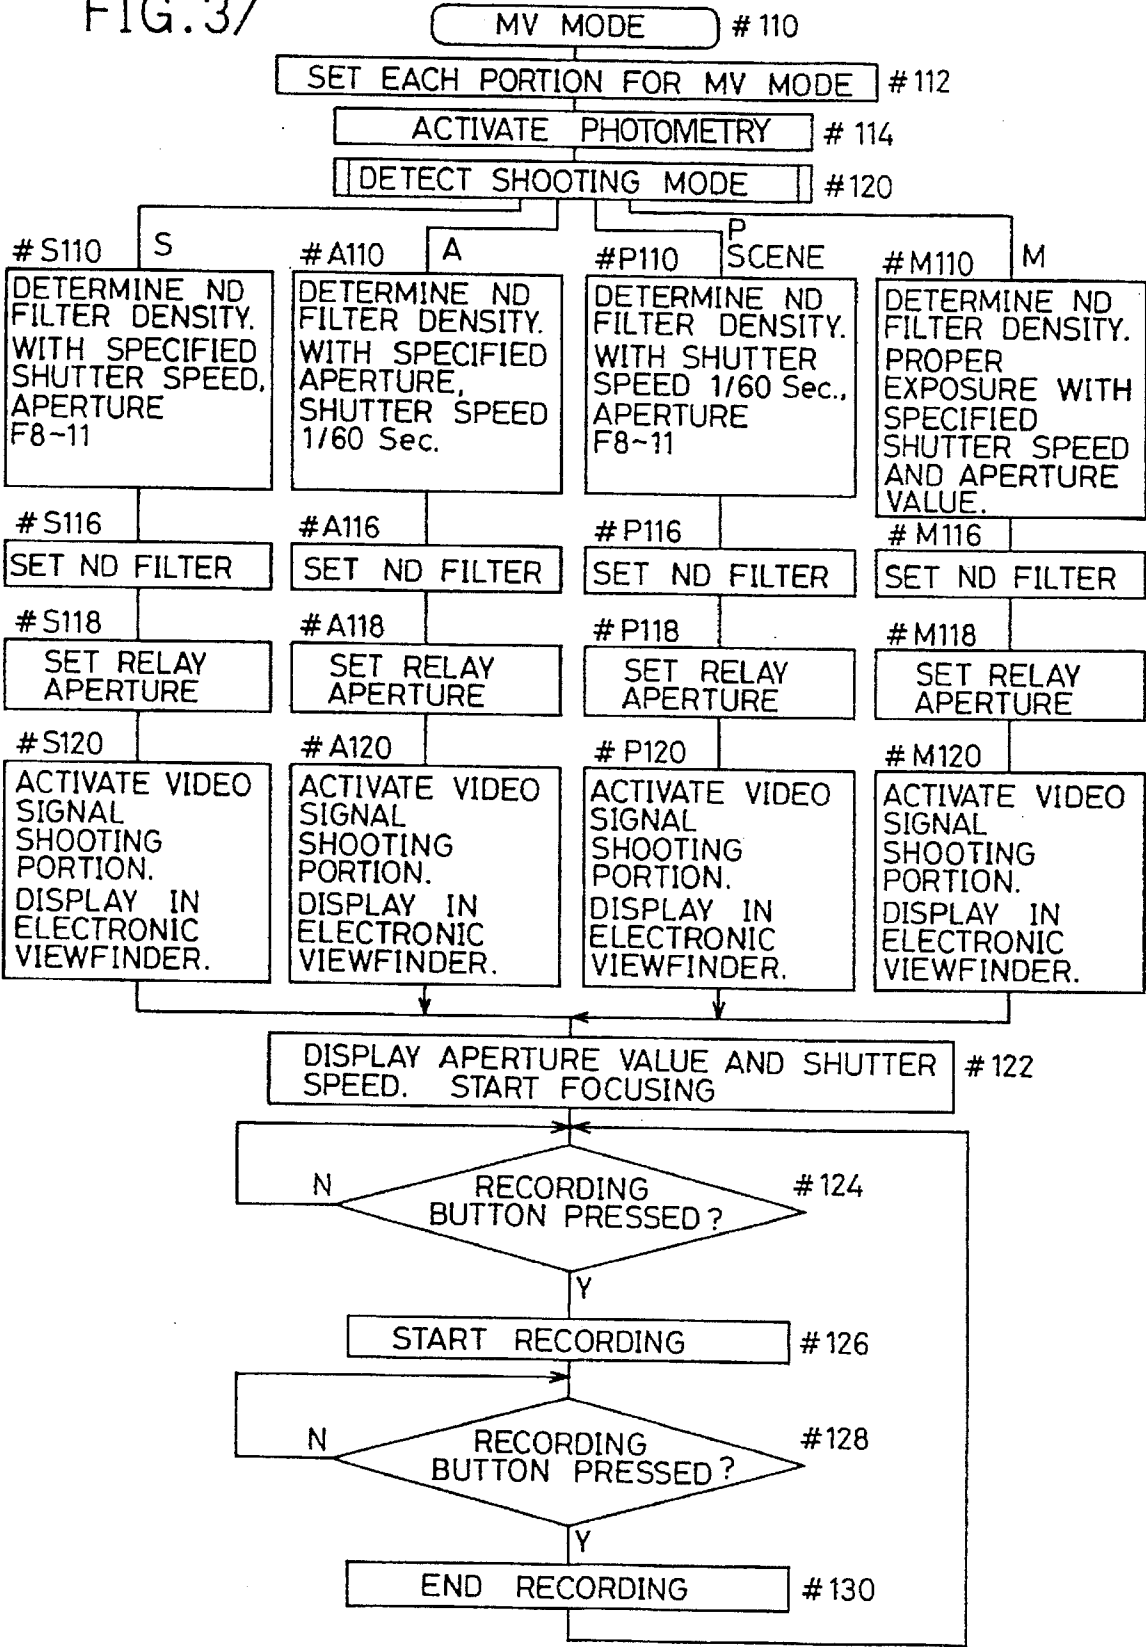 FIG.37
MV MODE #110
SET EACH PORTION FOR MV MODE #112
ACTIVATE PHOTOMETRY #114
DETECT SHOOTING MODE #120
#S110 S
DETERMINE ND
FILTER DENSITY.
WITH SPECIFIED
SHUTTER SPEED,
APERTURE
F8~11
#S116
SET ND FILTER
#S118
SET RELAY
APERTURE
#S120
ACTIVATE VIDEO
SIGNAL
SHOOTING
PORTION.
DISPLAY IN
ELECTRONIC
VIEWFINDER.
#A110 A
DETERMINE ND
FILTER DENSITY.
WITH SPECIFIED
APERTURE,
SHUTTER SPEED
1/60 Sec.
#A116
SET ND FILTER
#A118
SET RELAY
APERTURE
#A120
ACTIVATE VIDEO
SIGNAL
SHOOTING
PORTION.
DISPLAY IN
ELECTRONIC
VIEWFINDER.
P
#P110 SCENE
DETERMINE ND
FILTER DENSITY.
WITH SHUTTER
SPEED 1/60 Sec.,
APERTURE
F8~11
#P116
SET ND FILTER
#P118
SET RELAY
APERTURE
#P120
ACTIVATE VIDEO
SIGNAL
SHOOTING
PORTION.
DISPLAY IN
ELECTRONIC
VIEWFINDER.
#M110 M
DETERMINE ND
FILTER DENSITY.
PROPER
EXPOSURE WITH
SPECIFIED
SHUTTER SPEED
AND APERTURE
VALUE.
#M116
SET ND FILTER
#M118
SET RELAY
APERTURE
#M120
ACTIVATE VIDEO
SIGNAL
SHOOTING
PORTION.
DISPLAY IN
ELECTRONIC
VIEWFINDER.
DISPLAY APERTURE VALUE AND SHUTTER #122
SPEED. START FOCUSING
N RECORDING #124
BUTTON PRESSED?
Y
START RECORDING #126
N RECORDING #128
BUTTON PRESSED?
Y
END RECORDING #130